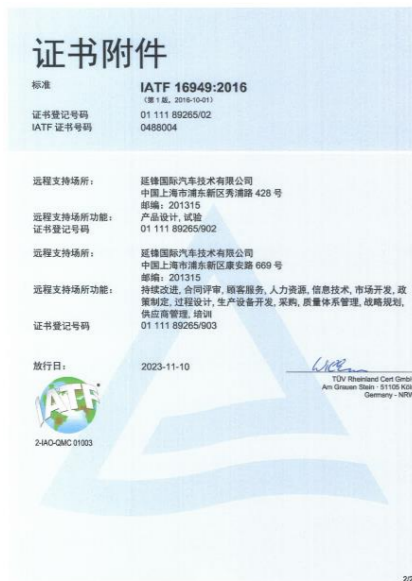 证书附件
标准 IATF 16949:2016
(第 1 版, 2016-10-01)
证书登记号码 01 111 89265/02
IATF 证书号码 0488004
远程支持场所: 延锋国际汽车技术有限公司
中国上海市浦东新区秀浦路 428 号
邮编: 201315
远程支持场所功能: 产品设计, 试验
证书登记号码 01 111 89265/902
远程支持场所: 延锋国际汽车技术有限公司
中国上海市浦东新区康安路 669 号
邮编: 201315
远程支持场所功能: 持续改进, 合同评审, 顾客服务, 人力资源, 信息技术, 市场开发, 政
策制定, 过程设计, 生产设备开发, 采购, 质量体系管理, 战略规划,
供应商管理, 培训
证书登记号码 01 111 89265/903
放行日: 2023-11-10
TÜV Rheinland Cert GmbH
Am Grauen Stein · 51105 Köln
Germany - NRW
IATF
2-IAO-QMC 01003
2/2